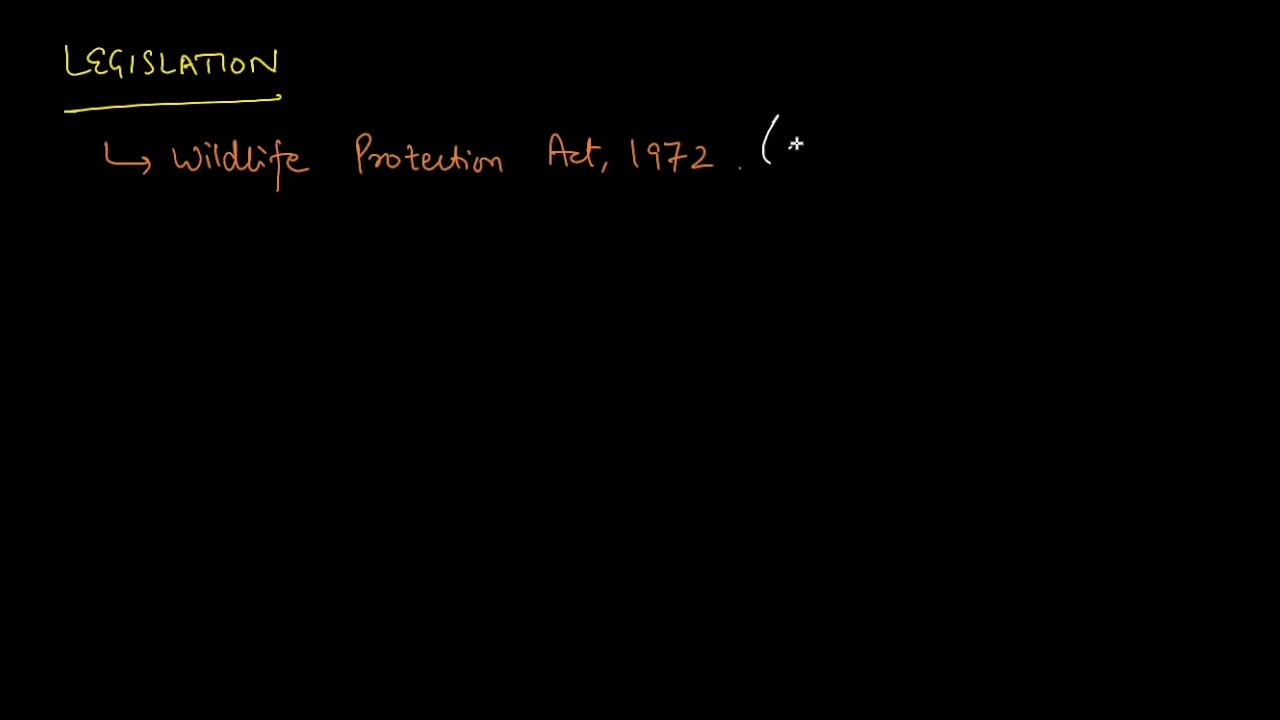 LEGISLATION
↳ Wildlife Protection Act, 1972. (